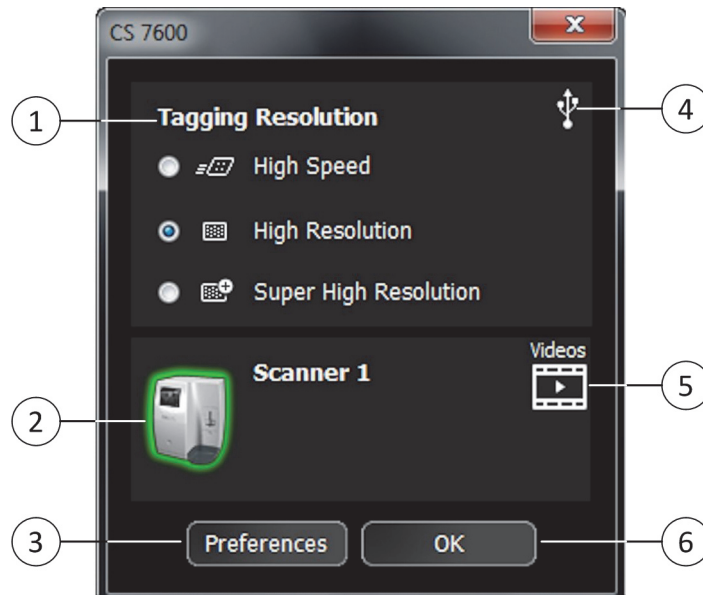 CS 7600
1
Tagging Resolution
4
High Speed
High Resolution
Super High Resolution
Videos
Scanner 1
5
2
3
Preferences
OK
6